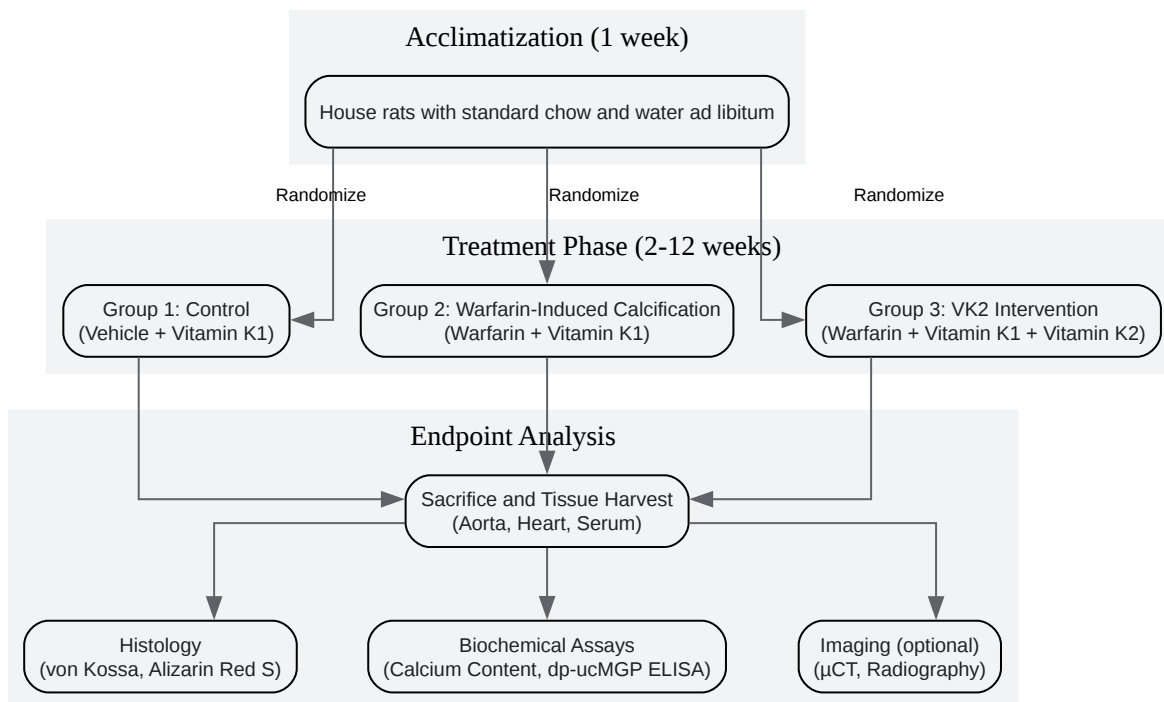 Acclimatization (1 week)
House rats with standard chow and water ad libitum
Randomize
Randomize
Randomize
Treatment Phase (2-12 weeks)
Group 1: Control
(Vehicle + Vitamin K1)
Group 2: Warfarin-Induced Calcification
(Warfarin + Vitamin K1)
Group 3: VK2 Intervention
(Warfarin + Vitamin K1 + Vitamin K2)
Endpoint Analysis
Sacrifice and Tissue Harvest
(Aorta, Heart, Serum)
Histology
(von Kossa, Alizarin Red S)
Biochemical Assays
(Calcium Content, dp-ucMGP ELISA)
Imaging (optional)
(µCT, Radiography)